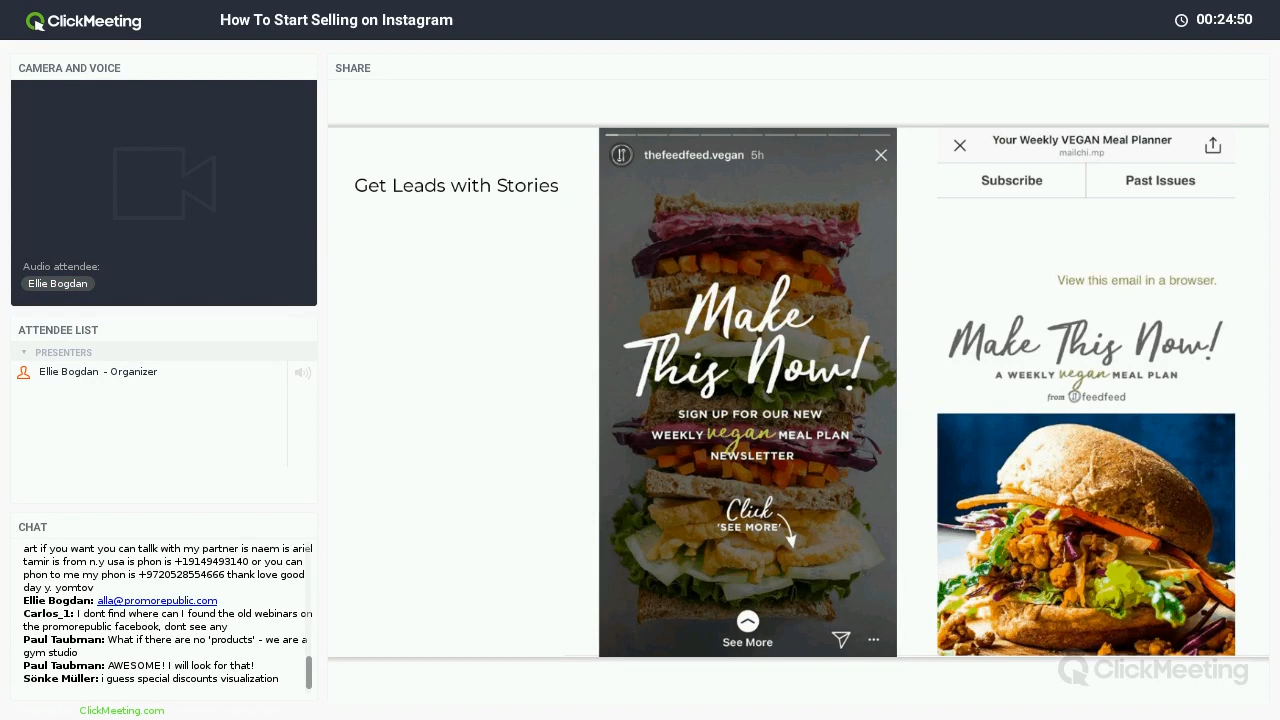 ClickMeeting
How To Start Selling on Instagram
00:24:50
CAMERA AND VOICE
Audio attendee:
Ellie Bogdan
ATTENDEE LIST
PRESENTERS
Ellie Bogdan - Organizer
CHAT
art if you want you can tallk with my partner is naem is ariel
tamir is from n.y usa is phon is +19149493140 or you can
phon to me my phon is +9720528554666 thank love good
day y. yomtov
Ellie Bogdan: alla@promorepublic.com
Carlos_1: I dont find where can I found the old webinars on
the promorepublic facebook, dont see any
Paul Taubman: What if there are no 'products' - we are a
gym studio
Paul Taubman: AWESOME! I will look for that!
Sönke Müller: i guess special discounts visualization
ClickMeeting.com
SHARE
Get Leads with Stories
thefeedfeed.vegan 5h
Make
This Now!
SIGN UP FOR OUR NEW
WEEKLY vegan MEAL PLAN
NEWSLETTER
Click
'SEE MORE'
See More
Your Weekly VEGAN Meal Planner
mailchi.mp
Subscribe
Past Issues
View this email in a browser.
Make This Now!
A WEEKLY vegan MEAL PLAN
from feedfeed
ClickMeeting